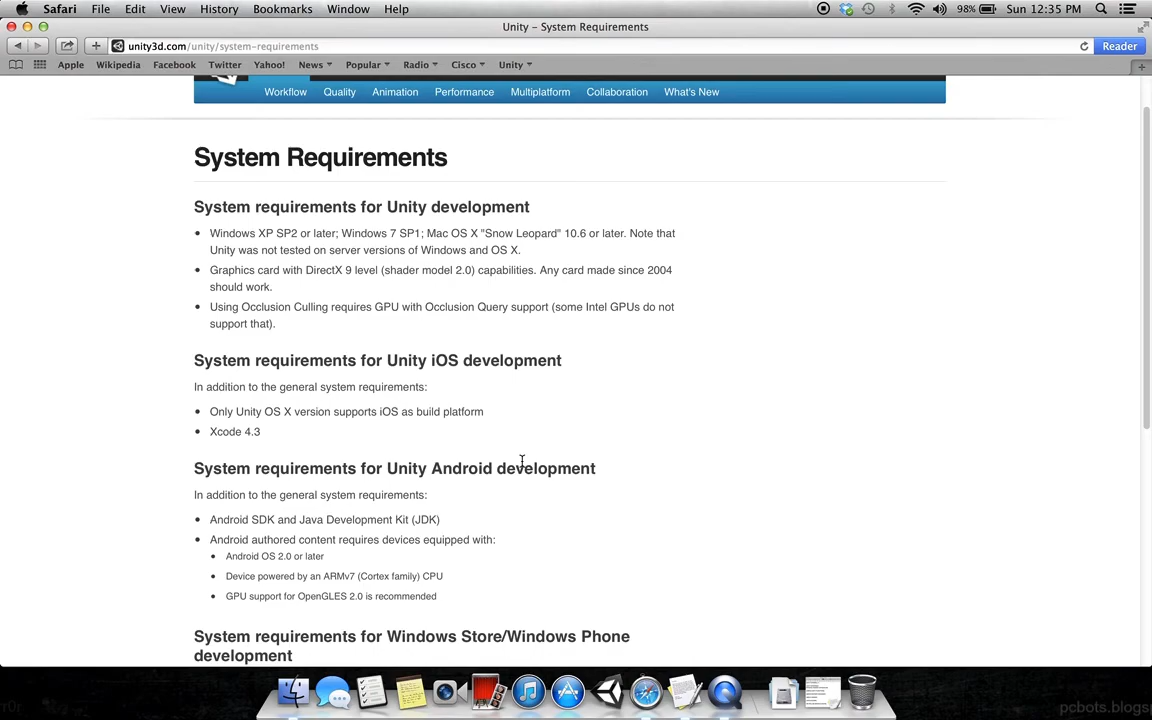 Safari File Edit View History Bookmarks Window Help 98% Sun 12:35 PM
Unity – System Requirements
unity3d.com/unity/system-requirements Reader
Apple Wikipedia Facebook Twitter Yahoo! News Popular Radio Cisco Unity
Workflow Quality Animation Performance Multiplatform Collaboration What's New
System Requirements
System requirements for Unity development
Windows XP SP2 or later; Windows 7 SP1; Mac OS X "Snow Leopard" 10.6 or later. Note that
Unity was not tested on server versions of Windows and OS X.
Graphics card with DirectX 9 level (shader model 2.0) capabilities. Any card made since 2004
should work.
Using Occlusion Culling requires GPU with Occlusion Query support (some Intel GPUs do not
support that).
System requirements for Unity iOS development
In addition to the general system requirements:
Only Unity OS X version supports iOS as build platform
Xcode 4.3
System requirements for Unity Android development
In addition to the general system requirements:
Android SDK and Java Development Kit (JDK)
Android authored content requires devices equipped with:
Android OS 2.0 or later
Device powered by an ARMv7 (Cortex family) CPU
GPU support for OpenGLES 2.0 is recommended
System requirements for Windows Store/Windows Phone
development